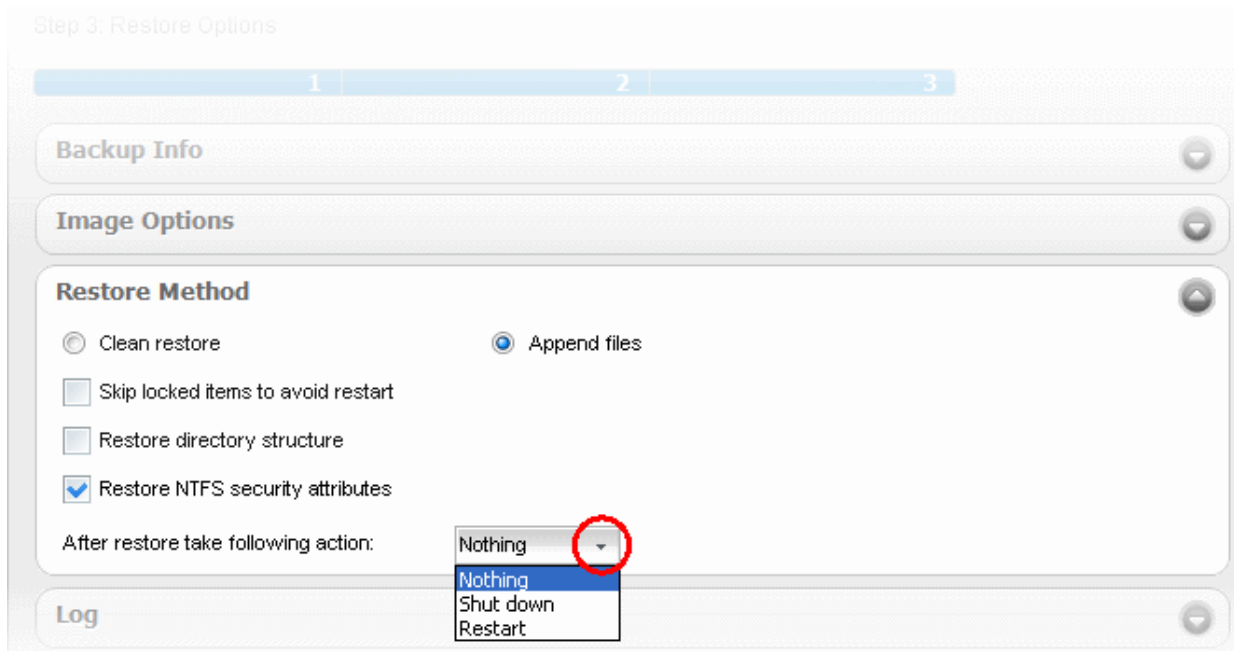 Step 3: Restore Options
1 2 3
Backup Info
Image Options
Restore Method
Clean restore Append files
Skip locked items to avoid restart
Restore directory structure
Restore NTFS security attributes
After restore take following action: Nothing
Nothing
Shut down
Restart
Log